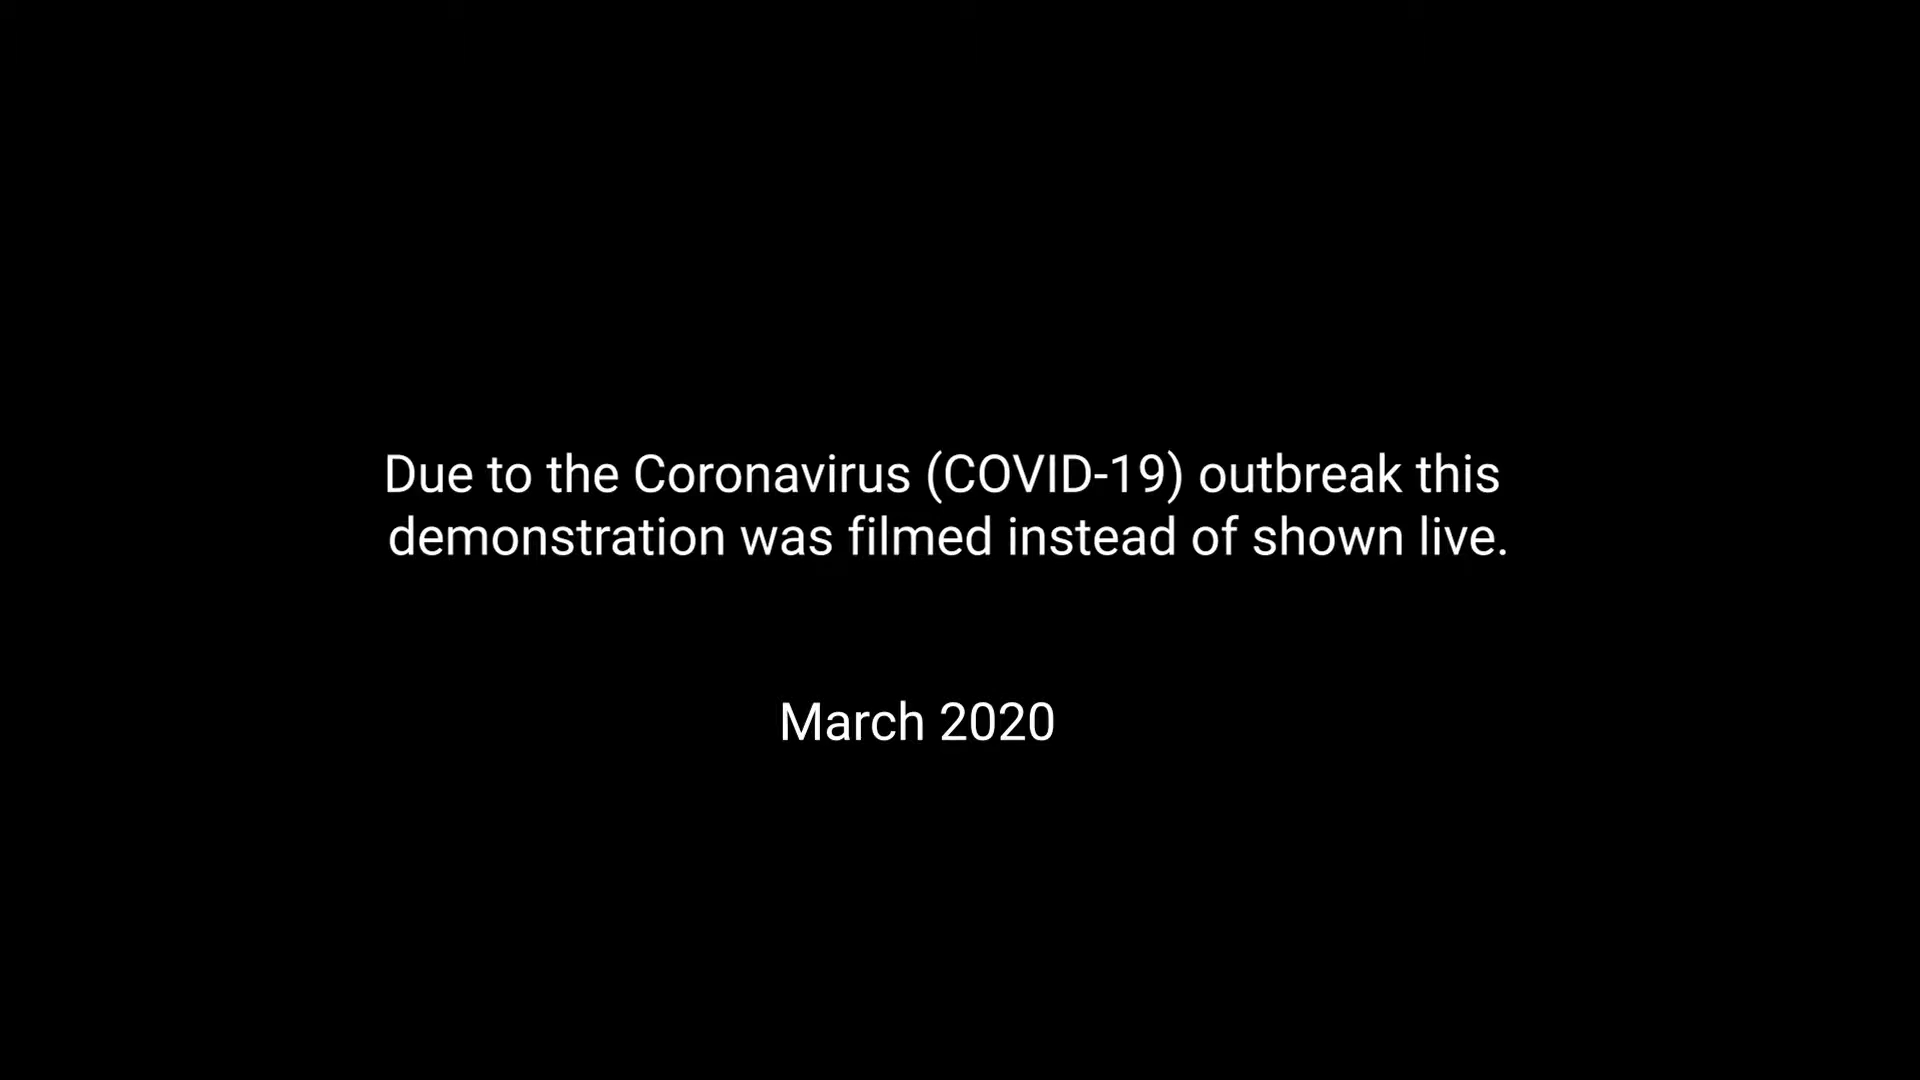 Due to the Coronavirus (COVID-19) outbreak this
demonstration was filmed instead of shown live.
March 2020